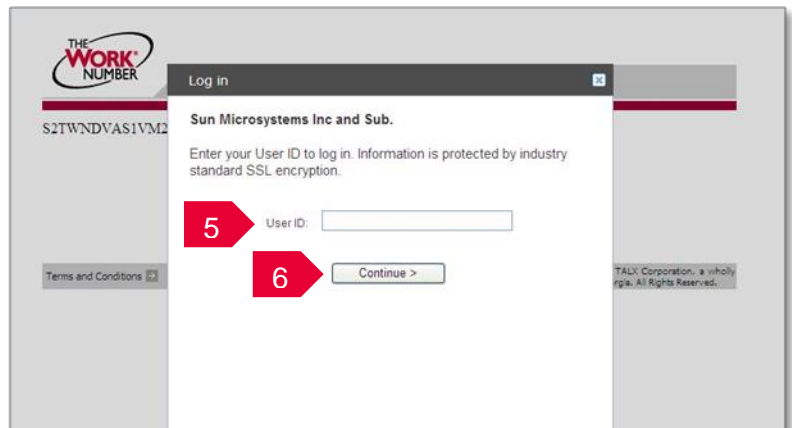 THE
WORK®
NUMBER
Log in
S2TWNDVAS1VM2
Sun Microsystems Inc and Sub.
Enter your User ID to log in. Information is protected by industry
standard SSL encryption.
5
User ID:
6
Continue >
Terms and Conditions
TALX Corporation, a wholly
rgia. All Rights Reserved.